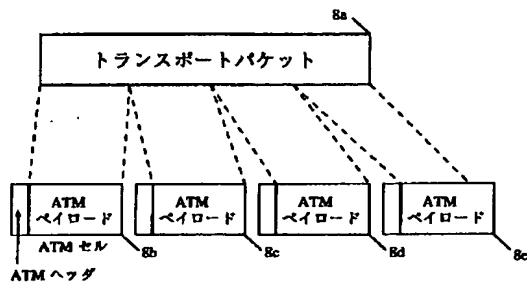 8a
トランスポートパケット
ATM
ペイロード
ATM
ペイロード
ATM
ペイロード
ATM
ペイロード
ATM セル
8b
8c
8d
8e
ATM ヘッダ